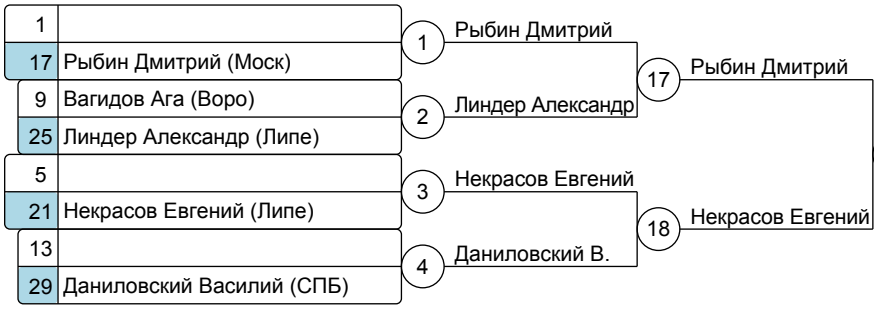 1
17 Рыбин Дмитрий (Моск)
9 Вагидов Ага (Воро)
25 Линдер Александр (Липе)
5
21 Некрасов Евгений (Липе)
13
29 Даниловский Василий (СПБ)
1 Рыбин Дмитрий
2 Линдер Александр
3 Некрасов Евгений
4 Даниловский В.
17 Рыбин Дмитрий
18 Некрасов Евгений